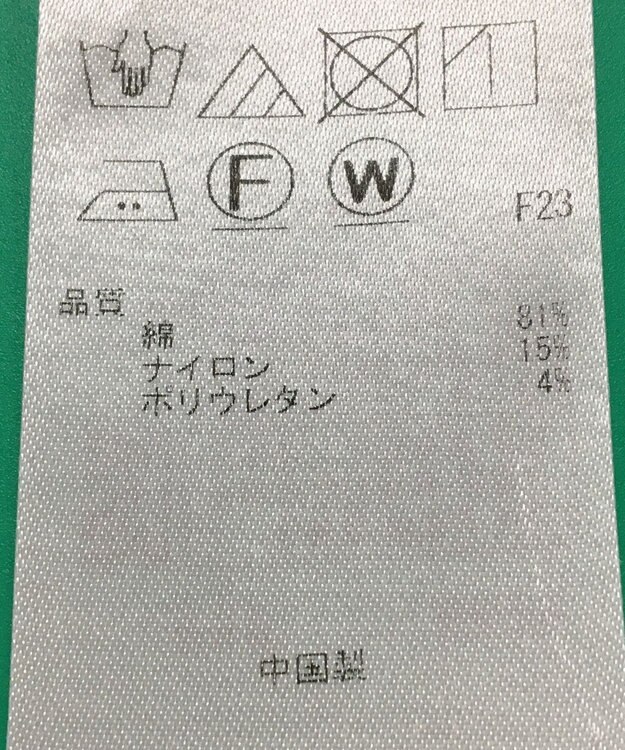 F W
F23
品質
綿 81%
ナイロン 15%
ポリウレタン 4%
中国製